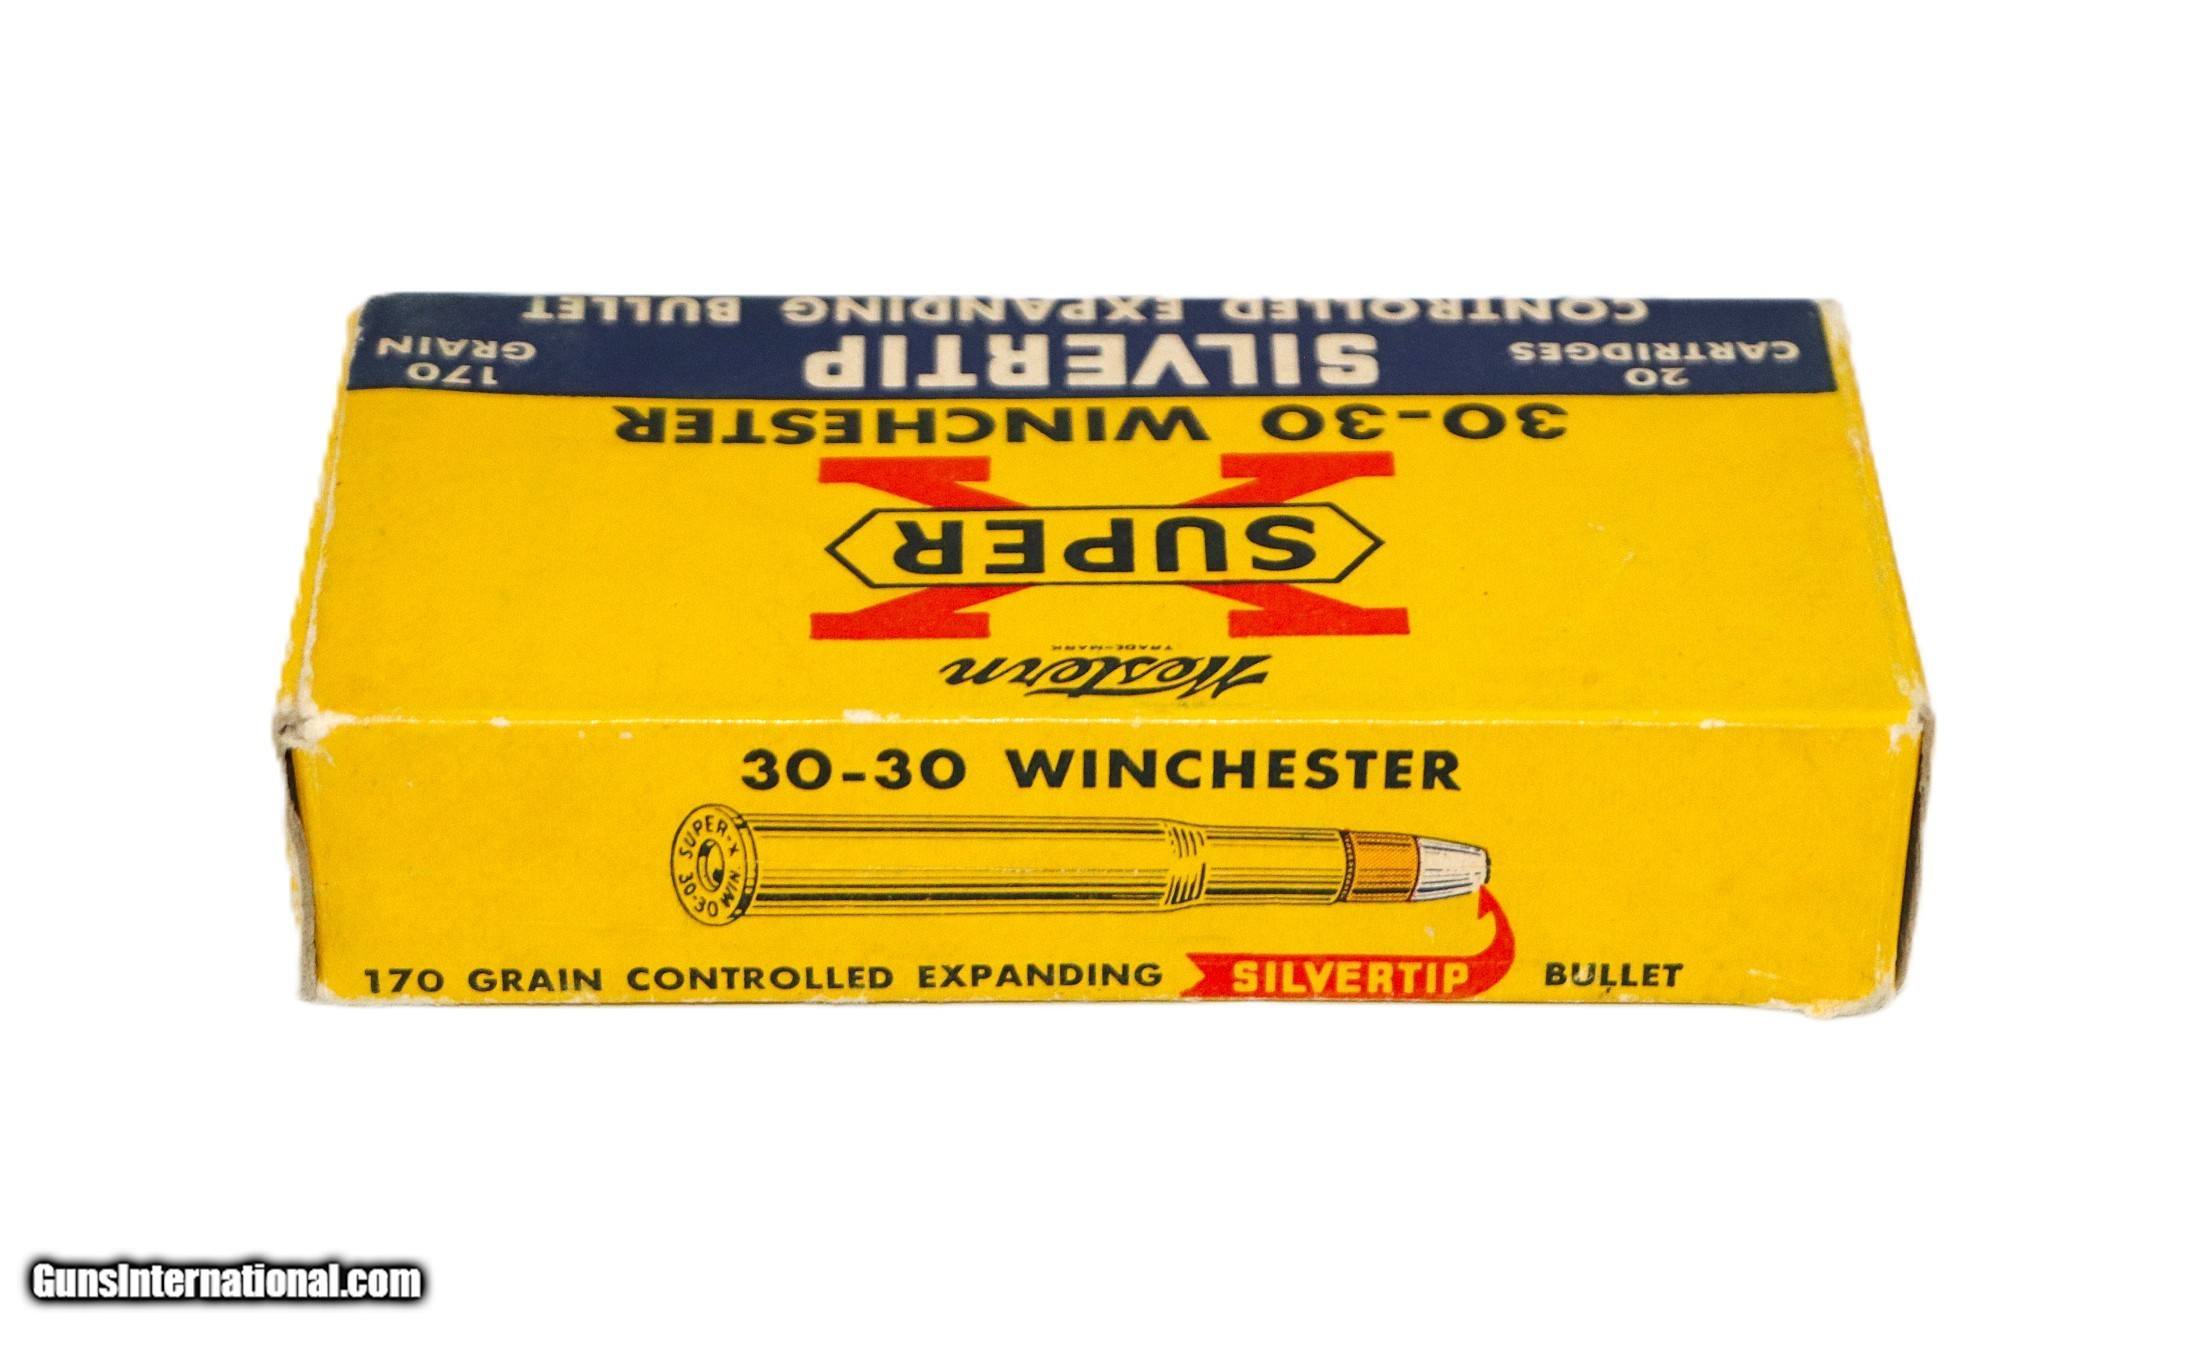 Western
TRADE-MARK
SUPER X
30-30 WINCHESTER
20 CARTRIDGES
SILVERTIP
170 GRAIN
CONTROLLED EXPANDING BULLET
30-30 WINCHESTER
SUPER-X
30-30 WIN.
170 GRAIN CONTROLLED EXPANDING SILVERTIP BULLET
GunsInternational.com